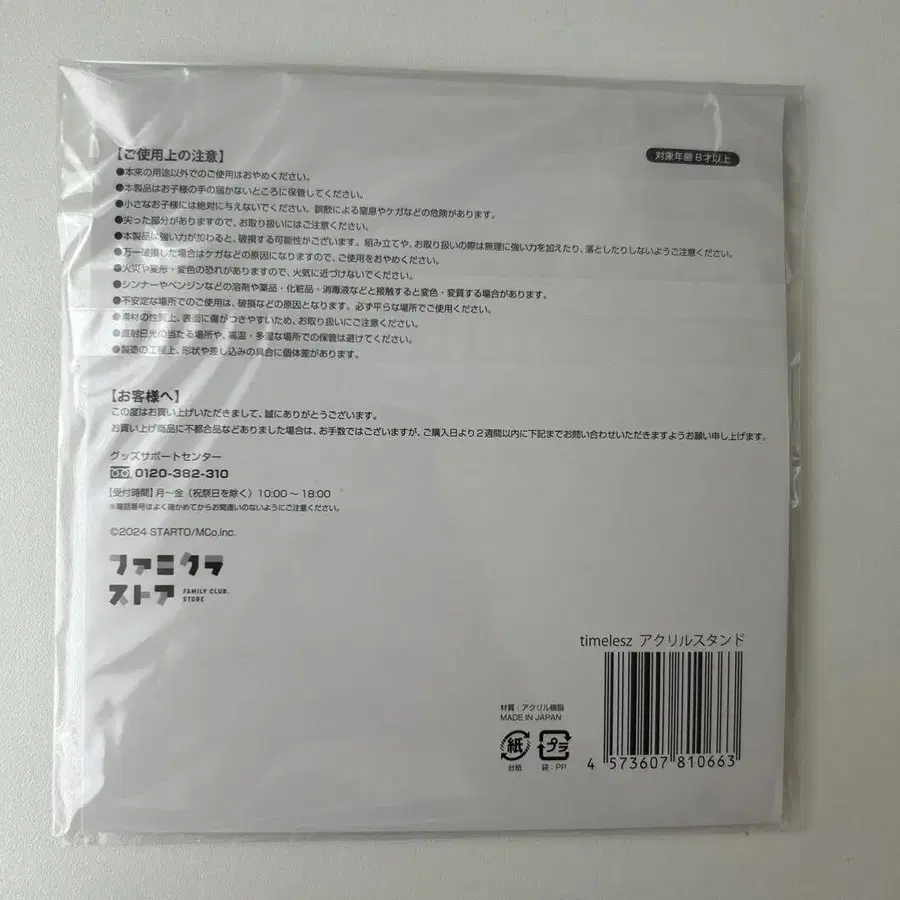 【ご使用上の注意】
対象年齢 8才以上
●本来の用途以外でのご使用はおやめください。
●本製品はお子様の手の届かないところに保管してください。
●小さなお子様には絶対に与えないでください。誤飲による窒息やケガなどの危険があります。
●尖った部分がありますので、お取り扱いにはご注意ください。
●本製品は強い力が加わると、破損する可能性がございます。組み立てや、お取り扱いの際は無理に強い力を加えたり、落としたりしないようご注意ください。
●万一破損した場合はケガなどの原因になりますので、ご使用をおやめください。
●火災や変形・変色の恐れがありますので、火気に近づけないでください。
●シンナーやベンジンなどの溶剤や薬品・化粧品・消毒液などと接触すると変色・変質する場合があります。
●不安定な場所でのご使用は、破損などの原因となります。必ず平らな場所でご使用ください。
●素材の性質上、表面に傷がつきやすいため、お取り扱いにご注意ください。
●直射日光の当たる場所や、高温・多湿な場所での保管は避けてください。
●製造の工程上、形状や差し込みの具合に個体差があります。
【お客様へ】
この度はお買い上げいただきまして、誠にありがとうございます。
お買い上げ商品に不都合品などありました場合は、お手数ではございますが、ご購入日より2週間以内に下記までお問い合わせいただきますようお願い申し上げます。
グッズサポートセンター
0120-382-310
【受付時間】月〜金（祝祭日を除く）10:00〜18:00
※電話番号はよく確かめてからお間違いのないようにご注意ください。
©2024 STARTO/MCo,inc.
ファミクラ
ストア FAMILY CLUB.
STORE
timelesz アクリルスタンド
材質：アクリル樹脂
MADE IN JAPAN
紙 プラ
台紙 袋：PP
4 573607 810663